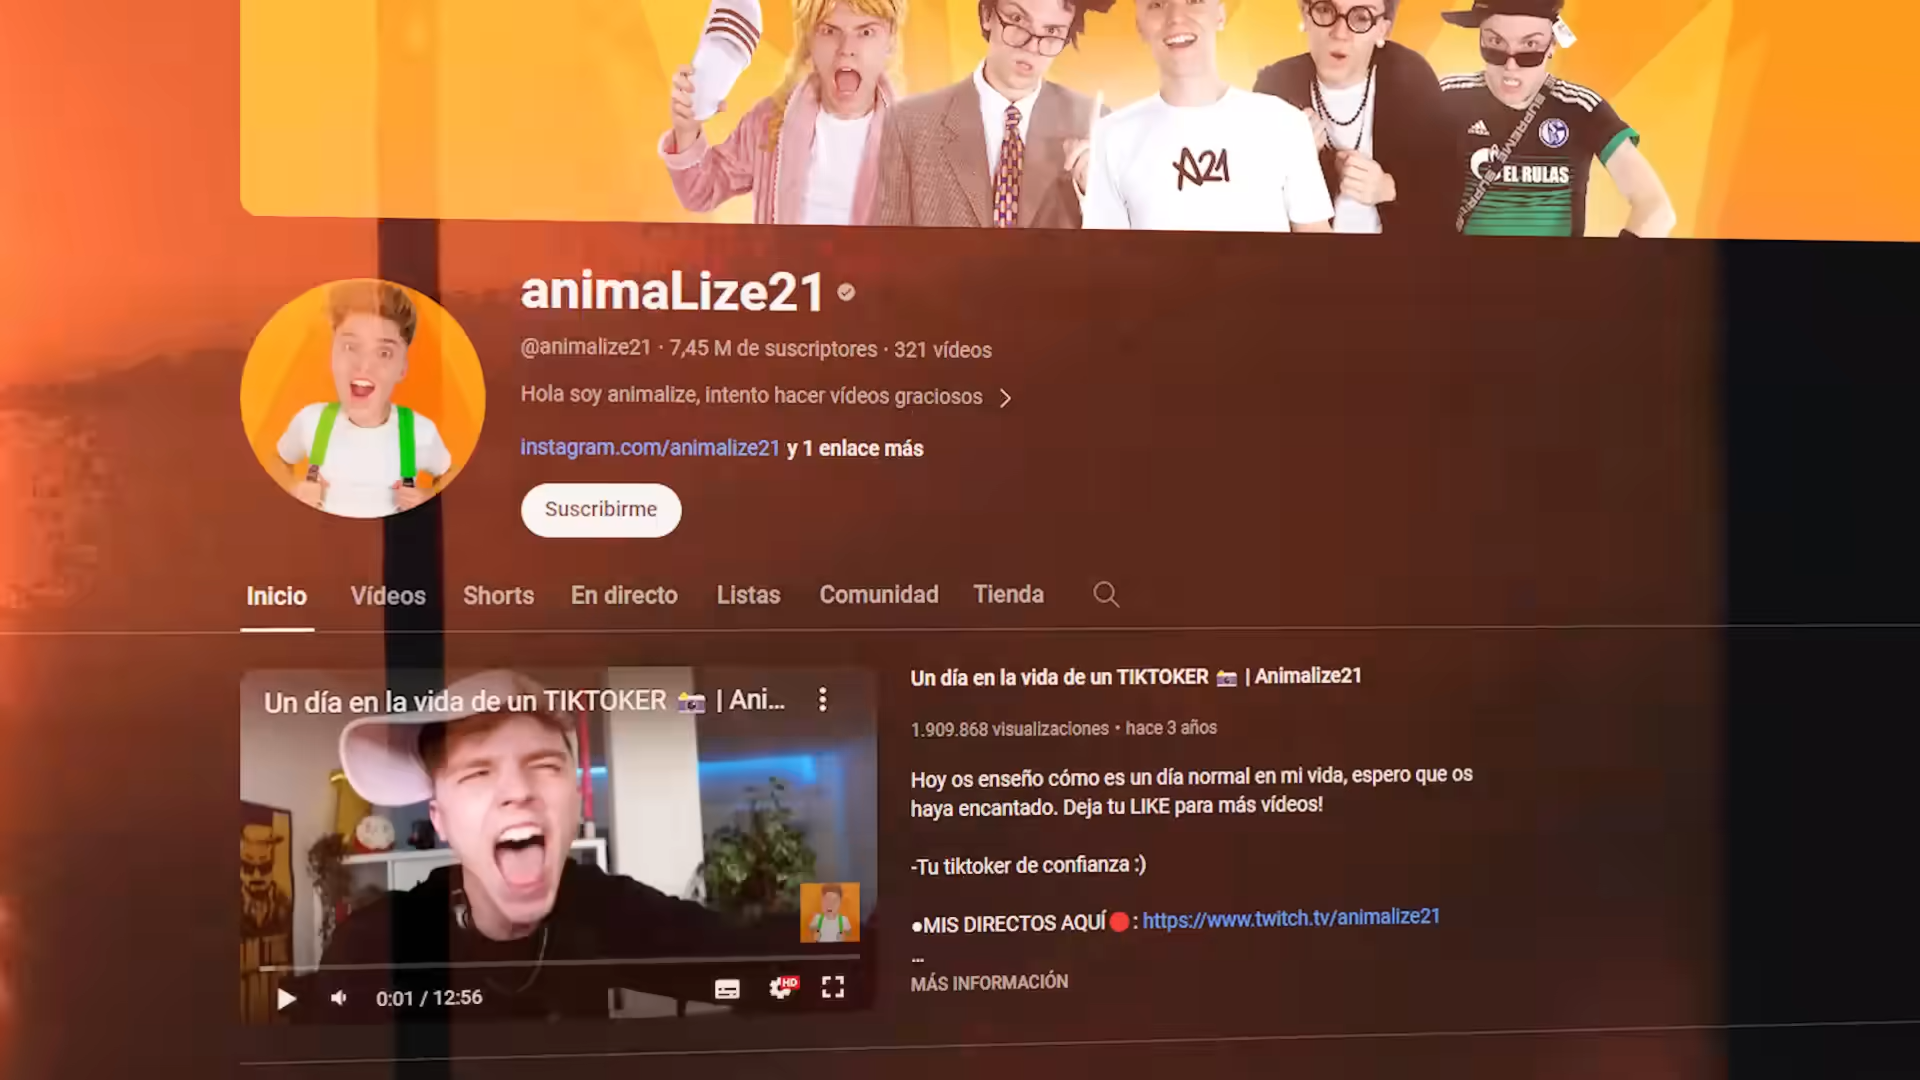 A21
SUPREME
EL RULAS
animaLize21
@animalize21 · 7,45 M de suscriptores · 321 vídeos
Hola soy animalize, intento hacer vídeos graciosos
instagram.com/animalize21 y 1 enlace más
Suscribirme
Inicio Vídeos Shorts En directo Listas Comunidad Tienda
Un día en la vida de un TIKTOKER 📷 | Ani...
HD
0:01 / 12:56
Un día en la vida de un TIKTOKER 📷 | Animalize21
1.909.868 visualizaciones • hace 3 años
Hoy os enseño cómo es un día normal en mi vida, espero que os
haya encantado. Deja tu LIKE para más vídeos!
-Tu tiktoker de confianza :)
●MIS DIRECTOS AQUÍ🔴: https://www.twitch.tv/animalize21
...
MÁS INFORMACIÓN